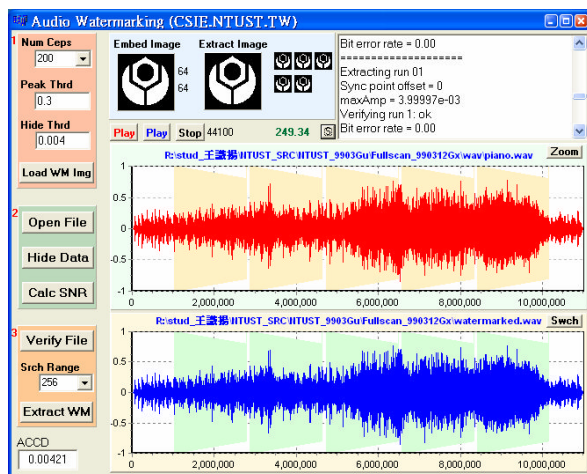 Audio Watermarking (CSIE.NTUST.TW)
1
Num Ceps
200
Peak Thrd
0.3
Hide Thrd
0.004
Load WM Img
Embed Image
Extract Image
64
64
Play
Play
Stop
44100
249.34
Bit error rate = 0.00
====================
Extracting run 01
Sync point offset = 0
maxAmp = 3.99997e-03
Verifying run 1: ok
Bit error rate = 0.00
2
Open File
Hide Data
Calc SNR
R:\stud_王識揚\NTUST_SRC\NTUST_9903Gu\Fullscan_990312Gx\wav\piano.wav
Zoom
1
0.5
0
-0.5
-1
0
2,000,000
4,000,000
6,000,000
8,000,000
10,000,000
3
Verify File
Srch Range
256
Extract WM
ACCD
0.00421
R:\stud_王識揚\NTUST_SRC\NTUST_9903Gu\Fullscan_990312Gx\watermarked.wav
Swch
1
0.5
0
-0.5
-1
0
2,000,000
4,000,000
6,000,000
8,000,000
10,000,000